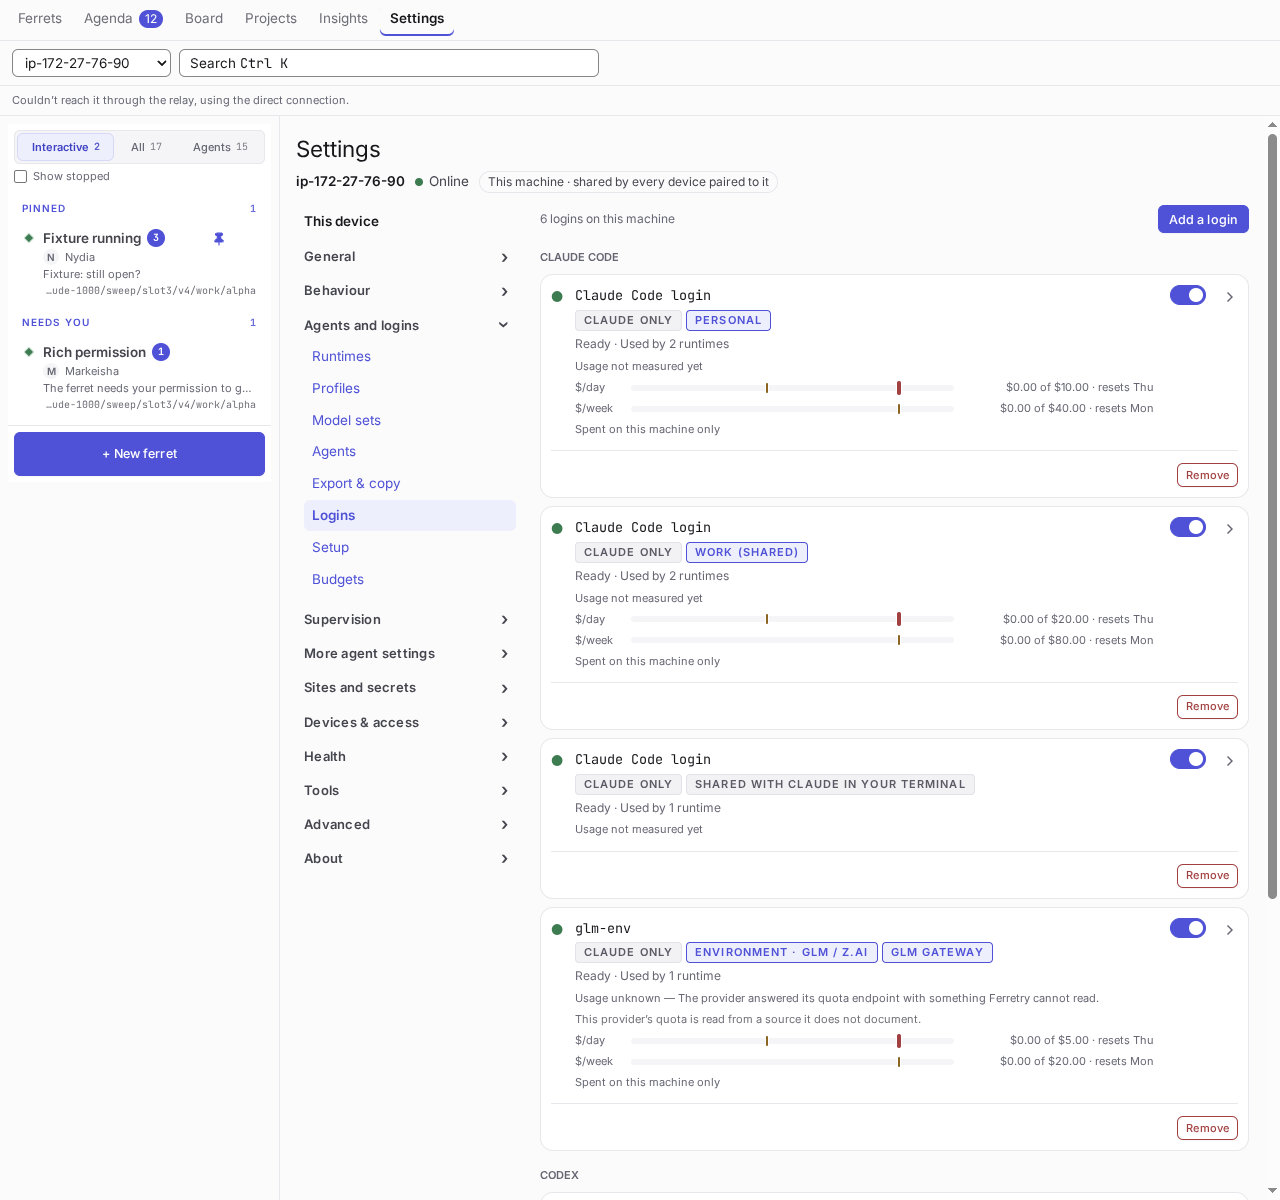 Ferrets Agenda 12 Board Projects Insights Settings
ip-172-27-76-90 Search Ctrl K
Couldn't reach it through the relay, using the direct connection.
Interactive 2 All 17 Agents 15
Show stopped
PINNED 1
Fixture running 3
N Nydia
Fixture: still open?
…ude-1000/sweep/slot3/v4/work/alpha
NEEDS YOU 1
Rich permission 1
M Markeisha
The ferret needs your permission to g…
…ude-1000/sweep/slot3/v4/work/alpha
+ New ferret
Settings
ip-172-27-76-90 Online This machine · shared by every device paired to it
This device
General
Behaviour
Agents and logins
Runtimes
Profiles
Model sets
Agents
Export & copy
Logins
Setup
Budgets
Supervision
More agent settings
Sites and secrets
Devices & access
Health
Tools
Advanced
About
6 logins on this machine Add a login
CLAUDE CODE
Claude Code login
CLAUDE ONLY PERSONAL
Ready · Used by 2 runtimes
Usage not measured yet
$/day $0.00 of $10.00 · resets Thu
$/week $0.00 of $40.00 · resets Mon
Spent on this machine only
Remove
Claude Code login
CLAUDE ONLY WORK (SHARED)
Ready · Used by 2 runtimes
Usage not measured yet
$/day $0.00 of $20.00 · resets Thu
$/week $0.00 of $80.00 · resets Mon
Spent on this machine only
Remove
Claude Code login
CLAUDE ONLY SHARED WITH CLAUDE IN YOUR TERMINAL
Ready · Used by 1 runtime
Usage not measured yet
Remove
glm-env
CLAUDE ONLY ENVIRONMENT · GLM / Z.AI GLM GATEWAY
Ready · Used by 1 runtime
Usage unknown — The provider answered its quota endpoint with something Ferretry cannot read.
This provider's quota is read from a source it does not document.
$/day $0.00 of $5.00 · resets Thu
$/week $0.00 of $20.00 · resets Mon
Spent on this machine only
Remove
CODEX